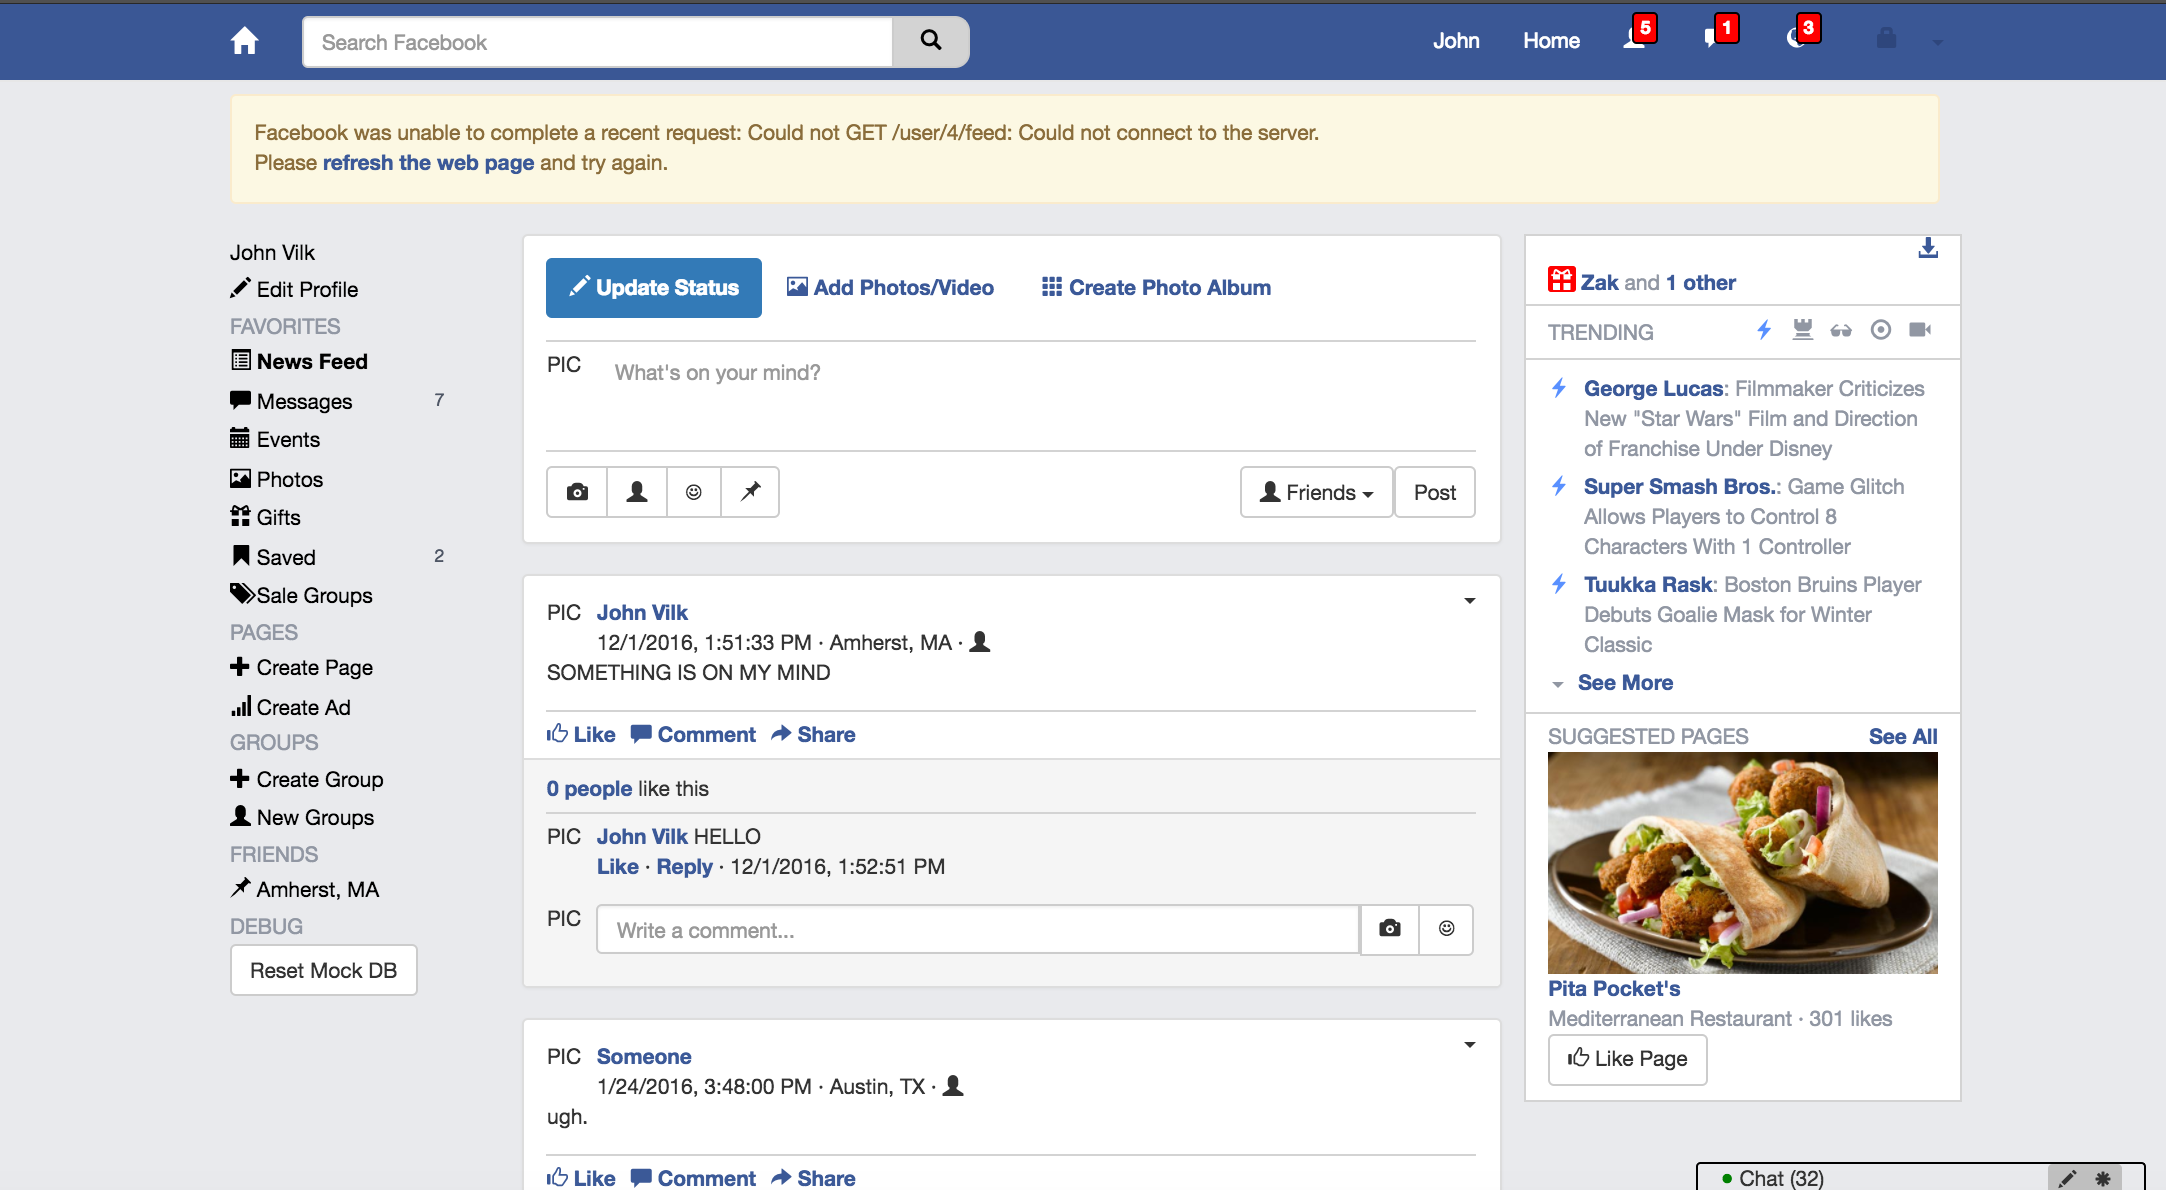 Search Facebook
John
Home
5
1
3
Facebook was unable to complete a recent request: Could not GET /user/4/feed: Could not connect to the server.
Please refresh the web page and try again.
John Vilk
Edit Profile
FAVORITES
News Feed
Messages 7
Events
Photos
Gifts
Saved 2
Sale Groups
PAGES
Create Page
Create Ad
GROUPS
Create Group
New Groups
FRIENDS
Amherst, MA
DEBUG
Reset Mock DB
Update Status Add Photos/Video Create Photo Album
PIC What's on your mind?
Friends Post
PIC John Vilk
12/1/2016, 1:51:33 PM · Amherst, MA ·
SOMETHING IS ON MY MIND
Like Comment Share
0 people like this
PIC John Vilk HELLO
Like · Reply · 12/1/2016, 1:52:51 PM
PIC Write a comment...
PIC Someone
1/24/2016, 3:48:00 PM · Austin, TX ·
ugh.
Like Comment Share
Zak and 1 other
TRENDING
George Lucas: Filmmaker Criticizes
New "Star Wars" Film and Direction
of Franchise Under Disney
Super Smash Bros.: Game Glitch
Allows Players to Control 8
Characters With 1 Controller
Tuukka Rask: Boston Bruins Player
Debuts Goalie Mask for Winter
Classic
See More
SUGGESTED PAGES See All
Pita Pocket's
Mediterranean Restaurant · 301 likes
Like Page
Chat (32)